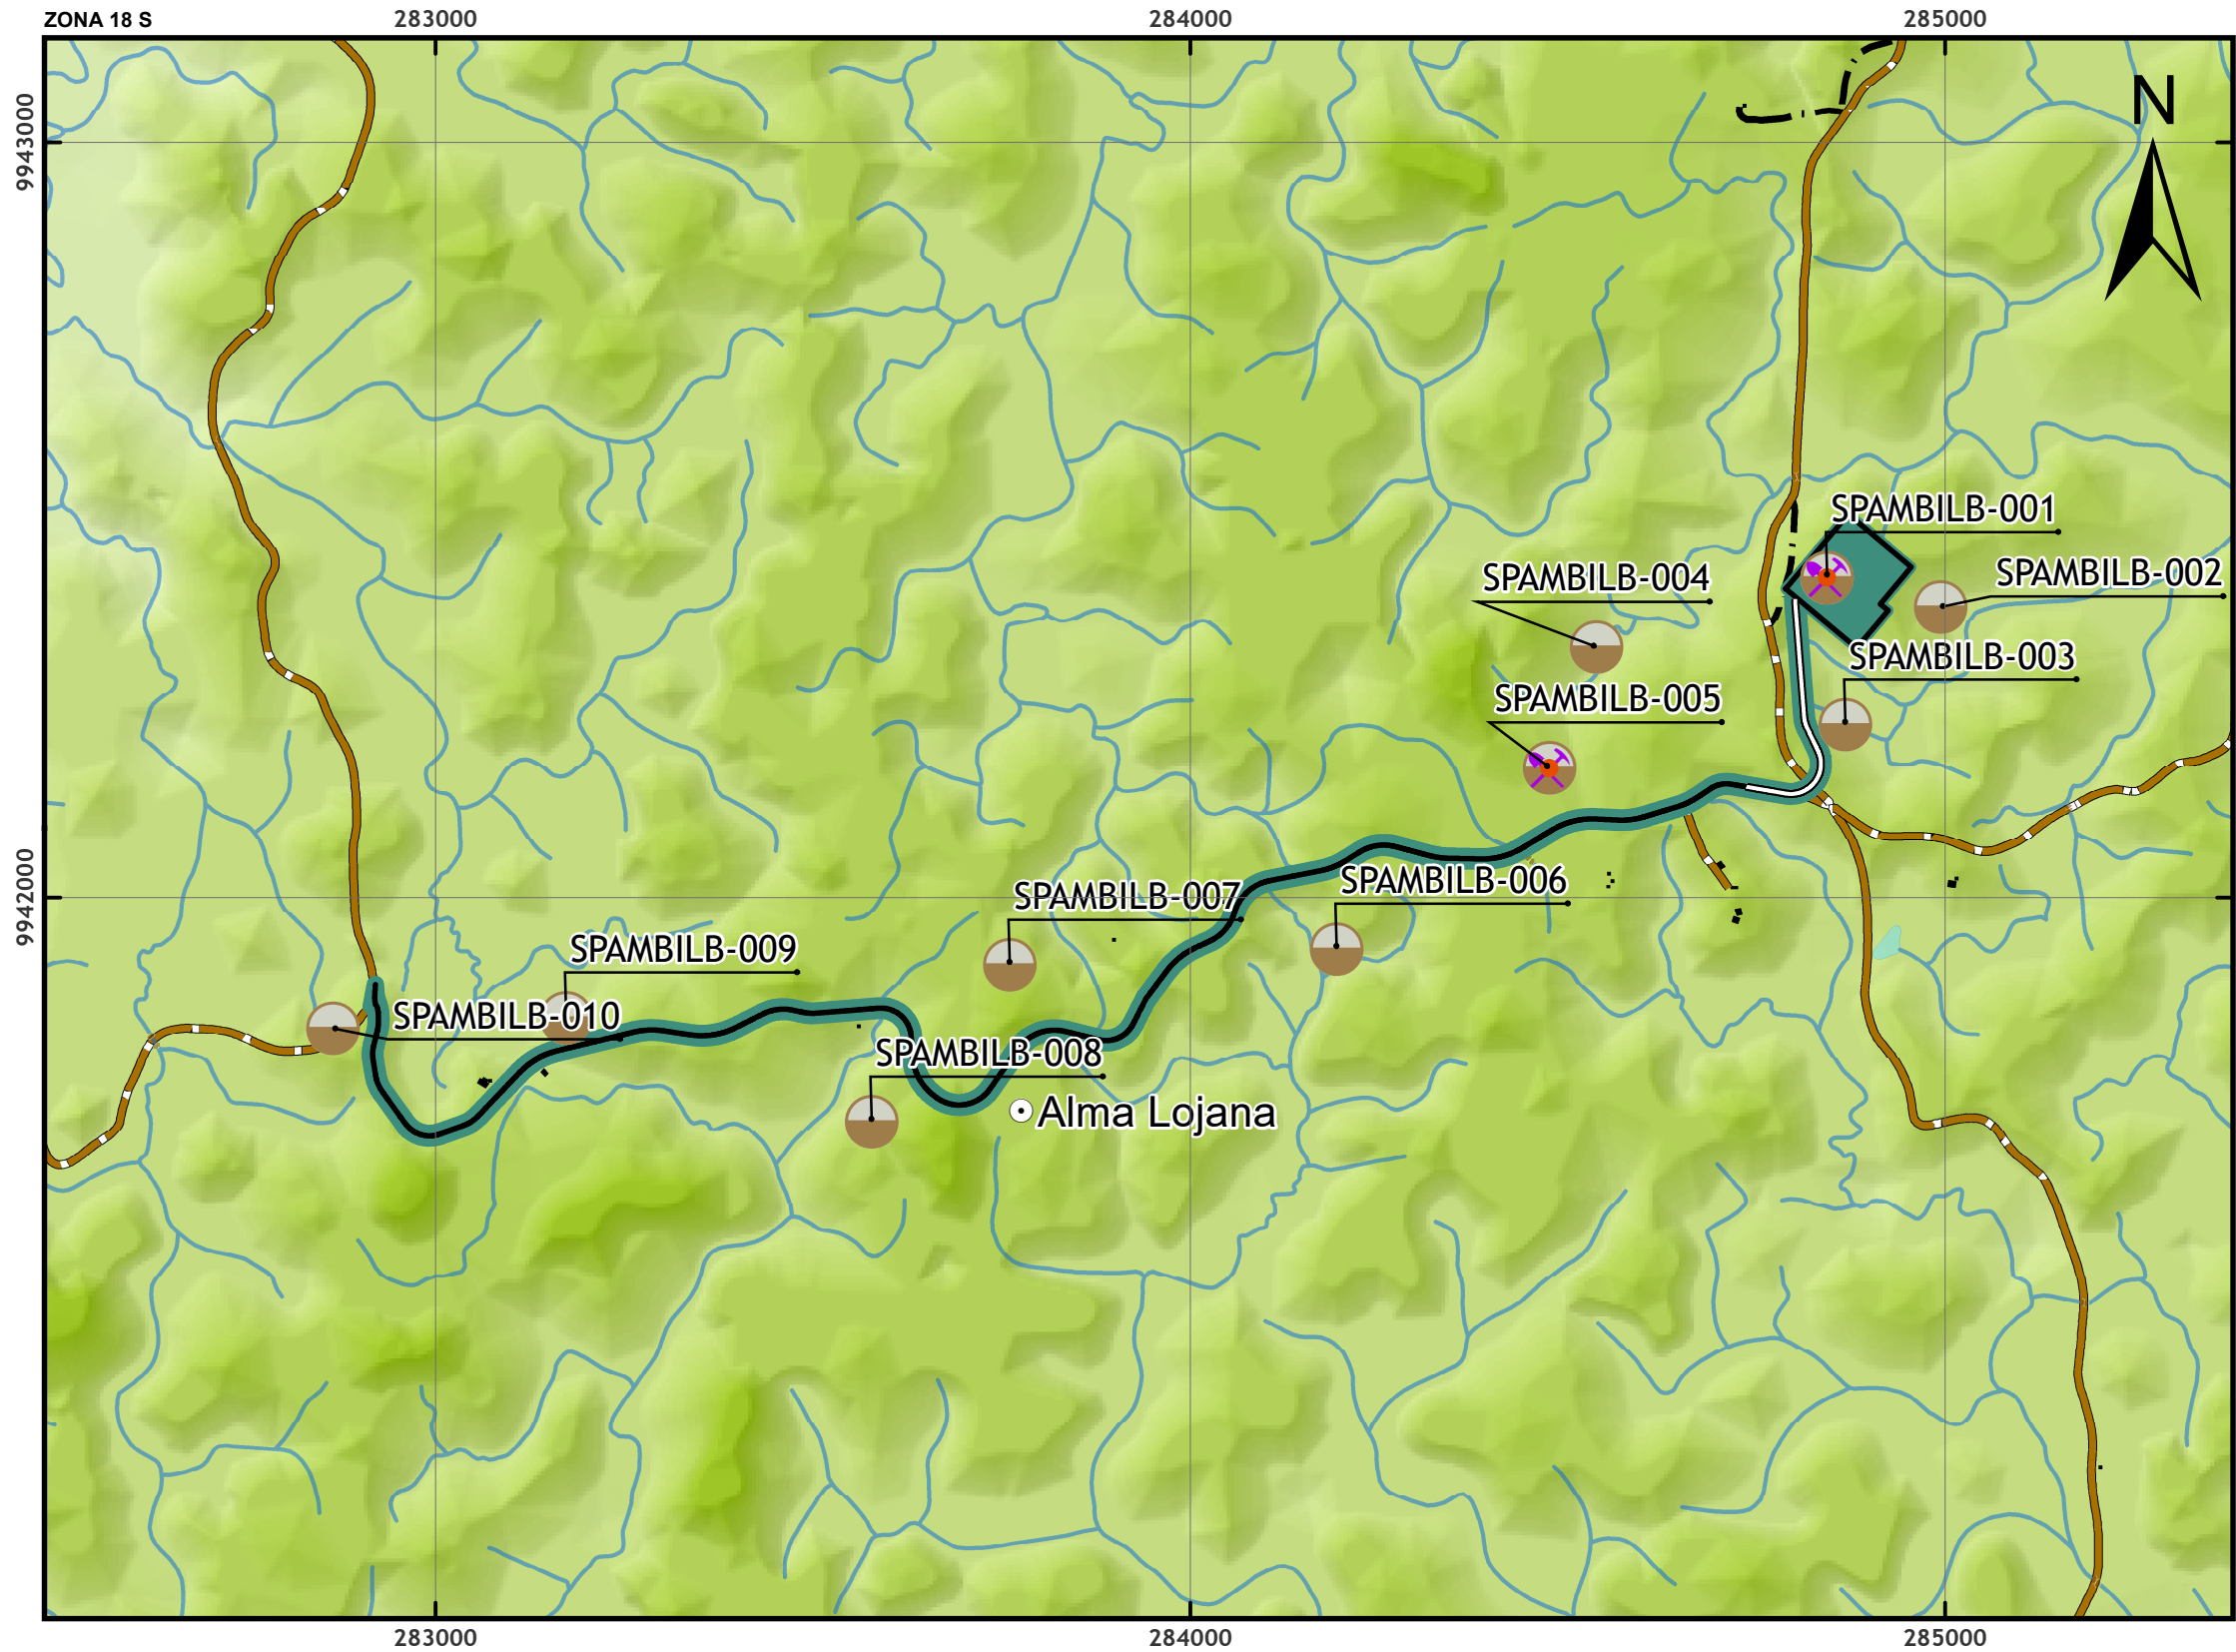 ZONA 18 S
283000
284000
285000
N
9943000
SPAMBILB-001
SPAMBILB-002
SPAMBILB-004
SPAMBILB-003
SPAMBILB-005
SPAMBILB-006
SPAMBILB-007
9942000
SPAMBILB-009
SPAMBILB-010
SPAMBILB-008
Alma Lojana
283000
284000
285000